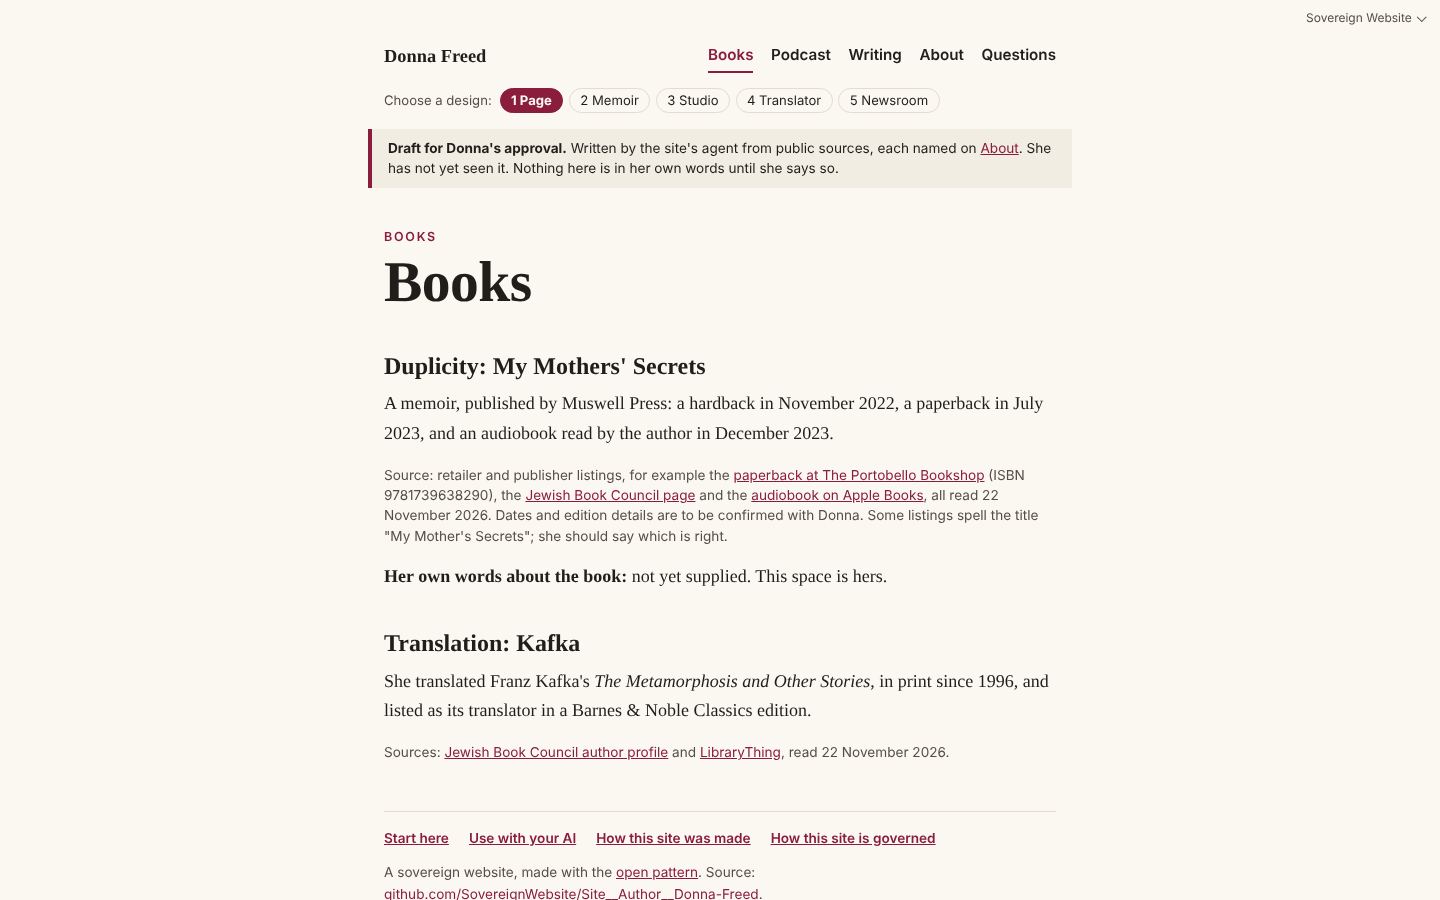 Sovereign Website
Donna Freed
Books Podcast Writing About Questions
Choose a design: 1 Page 2 Memoir 3 Studio 4 Translator 5 Newsroom
Draft for Donna's approval. Written by the site's agent from public sources, each named on About. She
has not yet seen it. Nothing here is in her own words until she says so.
BOOKS
Books
Duplicity: My Mothers' Secrets
A memoir, published by Muswell Press: a hardback in November 2022, a paperback in July
2023, and an audiobook read by the author in December 2023.
Source: retailer and publisher listings, for example the paperback at The Portobello Bookshop (ISBN
9781739638290), the Jewish Book Council page and the audiobook on Apple Books, all read 22
November 2026. Dates and edition details are to be confirmed with Donna. Some listings spell the title
"My Mother's Secrets"; she should say which is right.
Her own words about the book: not yet supplied. This space is hers.
Translation: Kafka
She translated Franz Kafka's The Metamorphosis and Other Stories, in print since 1996, and
listed as its translator in a Barnes & Noble Classics edition.
Sources: Jewish Book Council author profile and LibraryThing, read 22 November 2026.
Start here Use with your AI How this site was made How this site is governed
A sovereign website, made with the open pattern. Source:
github.com/SovereignWebsite/Site__Author__Donna-Freed.